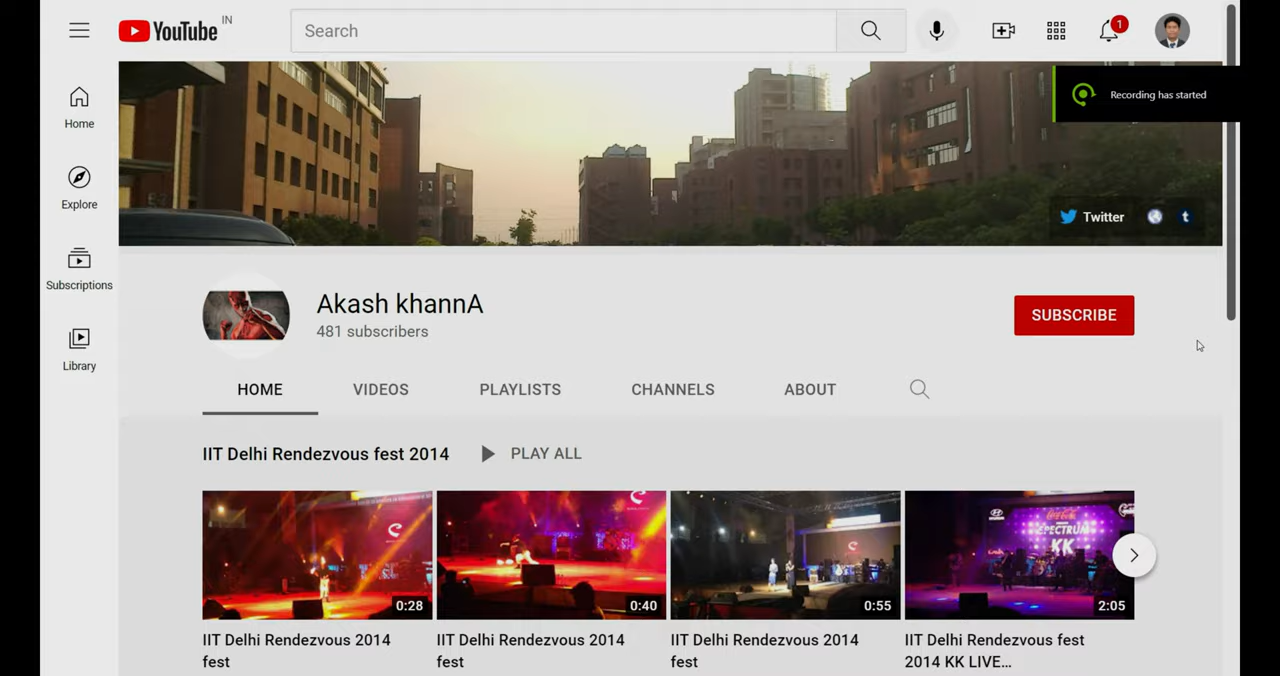 YouTube IN
Search
1
Recording has started
Home
Explore
Subscriptions
Library
Twitter
Akash khannA
481 subscribers
SUBSCRIBE
HOME VIDEOS PLAYLISTS CHANNELS ABOUT
IIT Delhi Rendezvous fest 2014 PLAY ALL
SPECTRUM
KK
0:28 0:40 0:55 2:05
IIT Delhi Rendezvous 2014
fest
IIT Delhi Rendezvous 2014
fest
IIT Delhi Rendezvous 2014
fest
IIT Delhi Rendezvous fest
2014 KK LIVE...